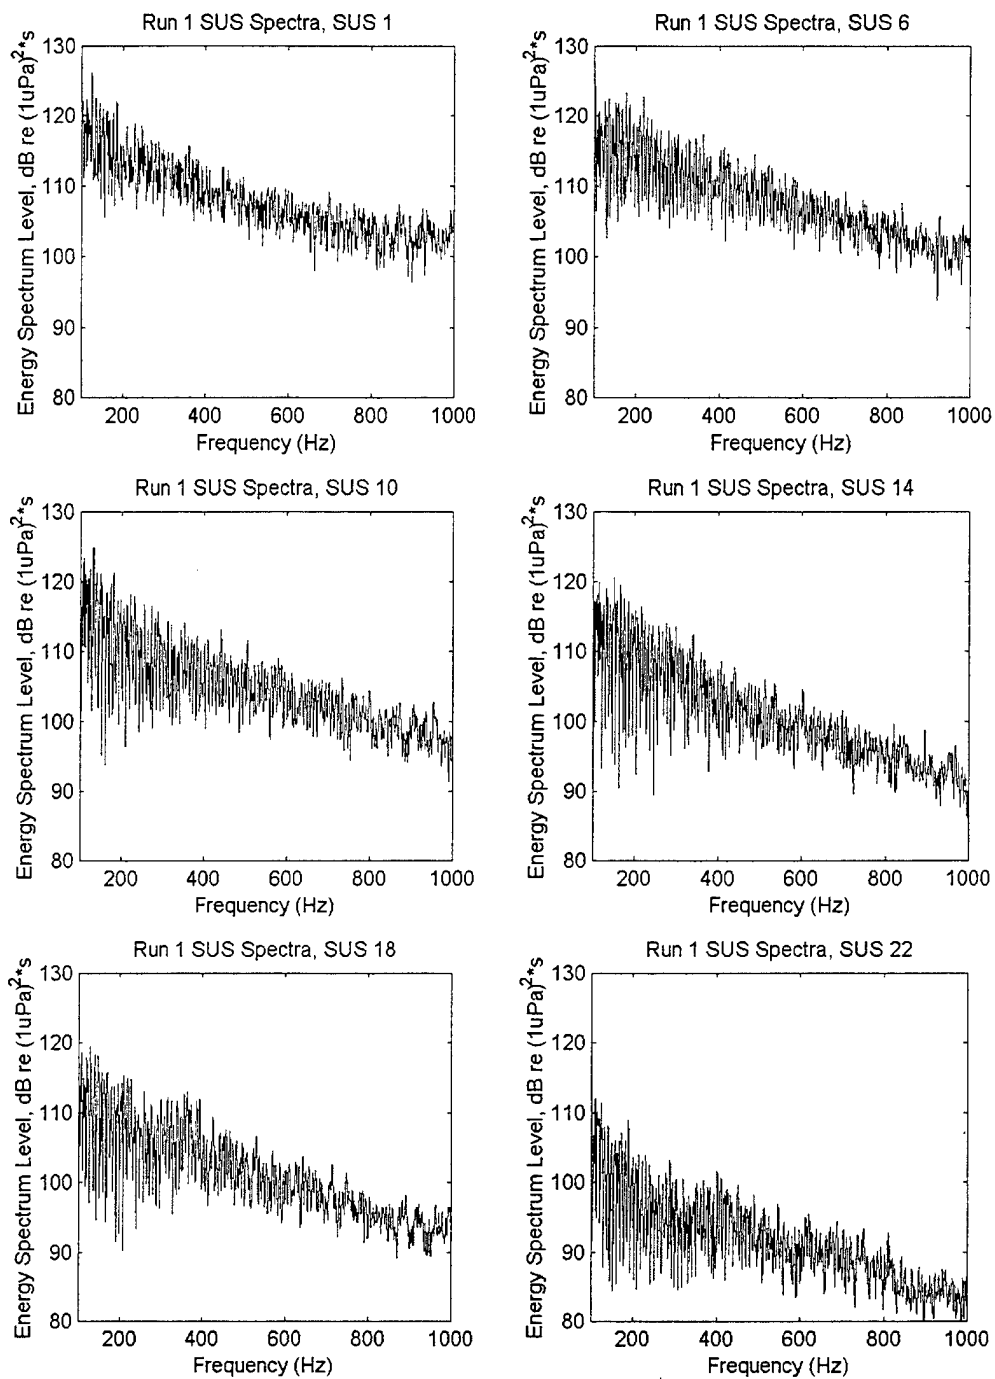 Run 1 SUS Spectra, SUS 1
Energy Spectrum Level, dB re (1uPa)²*s
130
120
110
100
90
80
200 400 600 800 1000
Frequency (Hz)
Run 1 SUS Spectra, SUS 6
Energy Spectrum Level, dB re (1uPa)²*s
130
120
110
100
90
80
200 400 600 800 1000
Frequency (Hz)
Run 1 SUS Spectra, SUS 10
Energy Spectrum Level, dB re (1uPa)²*s
130
120
110
100
90
80
200 400 600 800 1000
Frequency (Hz)
Run 1 SUS Spectra, SUS 14
Energy Spectrum Level, dB re (1uPa)²*s
130
120
110
100
90
80
200 400 600 800 1000
Frequency (Hz)
Run 1 SUS Spectra, SUS 18
Energy Spectrum Level, dB re (1uPa)²*s
130
120
110
100
90
80
200 400 600 800 1000
Frequency (Hz)
Run 1 SUS Spectra, SUS 22
Energy Spectrum Level, dB re (1uPa)²*s
130
120
110
100
90
80
200 400 600 800 1000
Frequency (Hz)